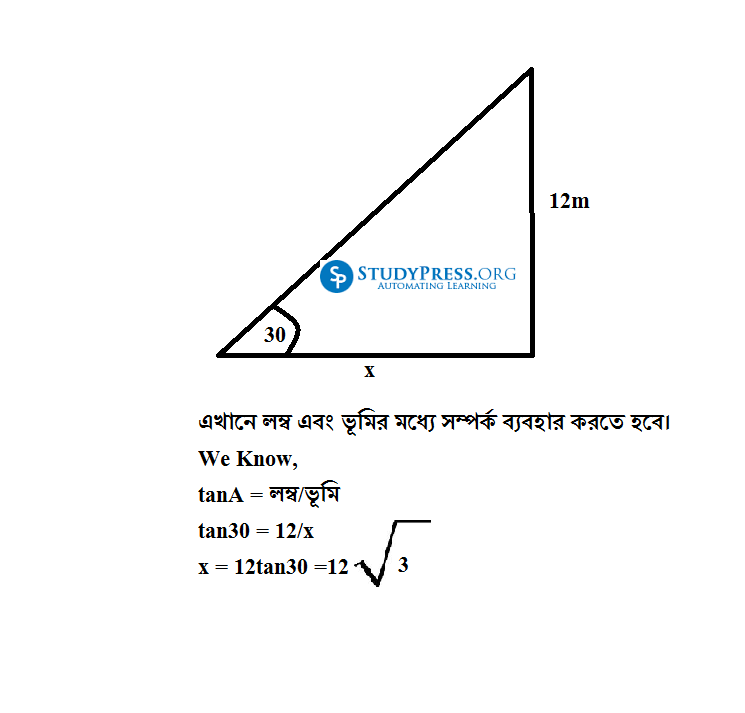 12m
SP STUDYPRESS.ORG
AUTOMATING LEARNING
30
x
এখানে লম্ব এবং ভূমির মধ্যে সম্পর্ক ব্যবহার করতে হবে।
We Know,
tanA = লম্ব/ভূমি
tan30 = 12/x
x = 12tan30 =12 √3